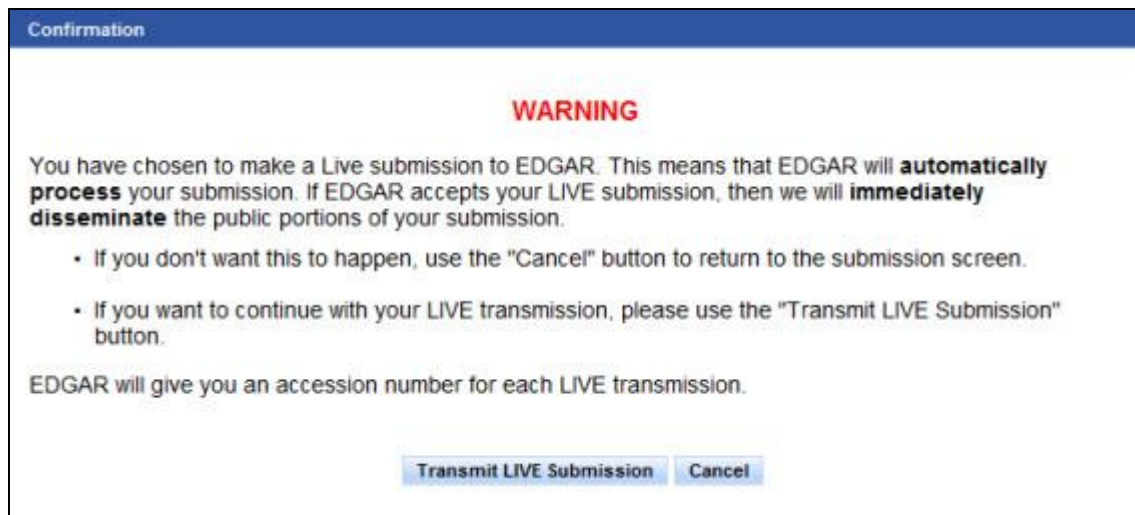 Confirmation
WARNING
You have chosen to make a Live submission to EDGAR. This means that EDGAR will automatically
process your submission. If EDGAR accepts your LIVE submission, then we will immediately
disseminate the public portions of your submission.
• If you don't want this to happen, use the "Cancel" button to return to the submission screen.
• If you want to continue with your LIVE transmission, please use the "Transmit LIVE Submission"
button.
EDGAR will give you an accession number for each LIVE transmission.
Transmit LIVE Submission Cancel